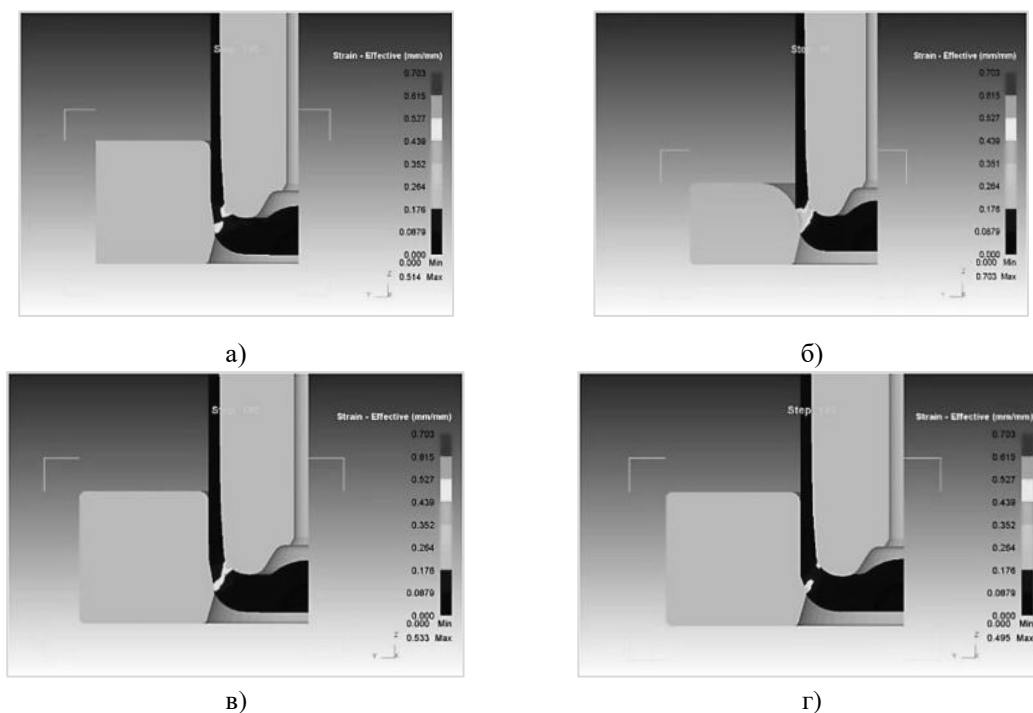 Strain - Effective (mm/mm)
0.703
0.615
0.527
0.439
0.352
0.264
0.176
0.0879
0.000
0.000 Min
0.514 Max
Z
Y X
а)
Step
Strain - Effective (mm/mm)
0.703
0.615
0.527
0.439
0.351
0.264
0.176
0.0879
0.000
0.000 Min
0.703 Max
Z
Y X
б)
Step
Strain - Effective (mm/mm)
0.703
0.615
0.527
0.439
0.352
0.264
0.176
0.0879
0.000
0.000 Min
0.533 Max
Z
Y X
в)
Step
Strain - Effective (mm/mm)
0.703
0.615
0.527
0.439
0.352
0.264
0.176
0.0879
0.000
0.000 Min
0.495 Max
Z
Y X
г)